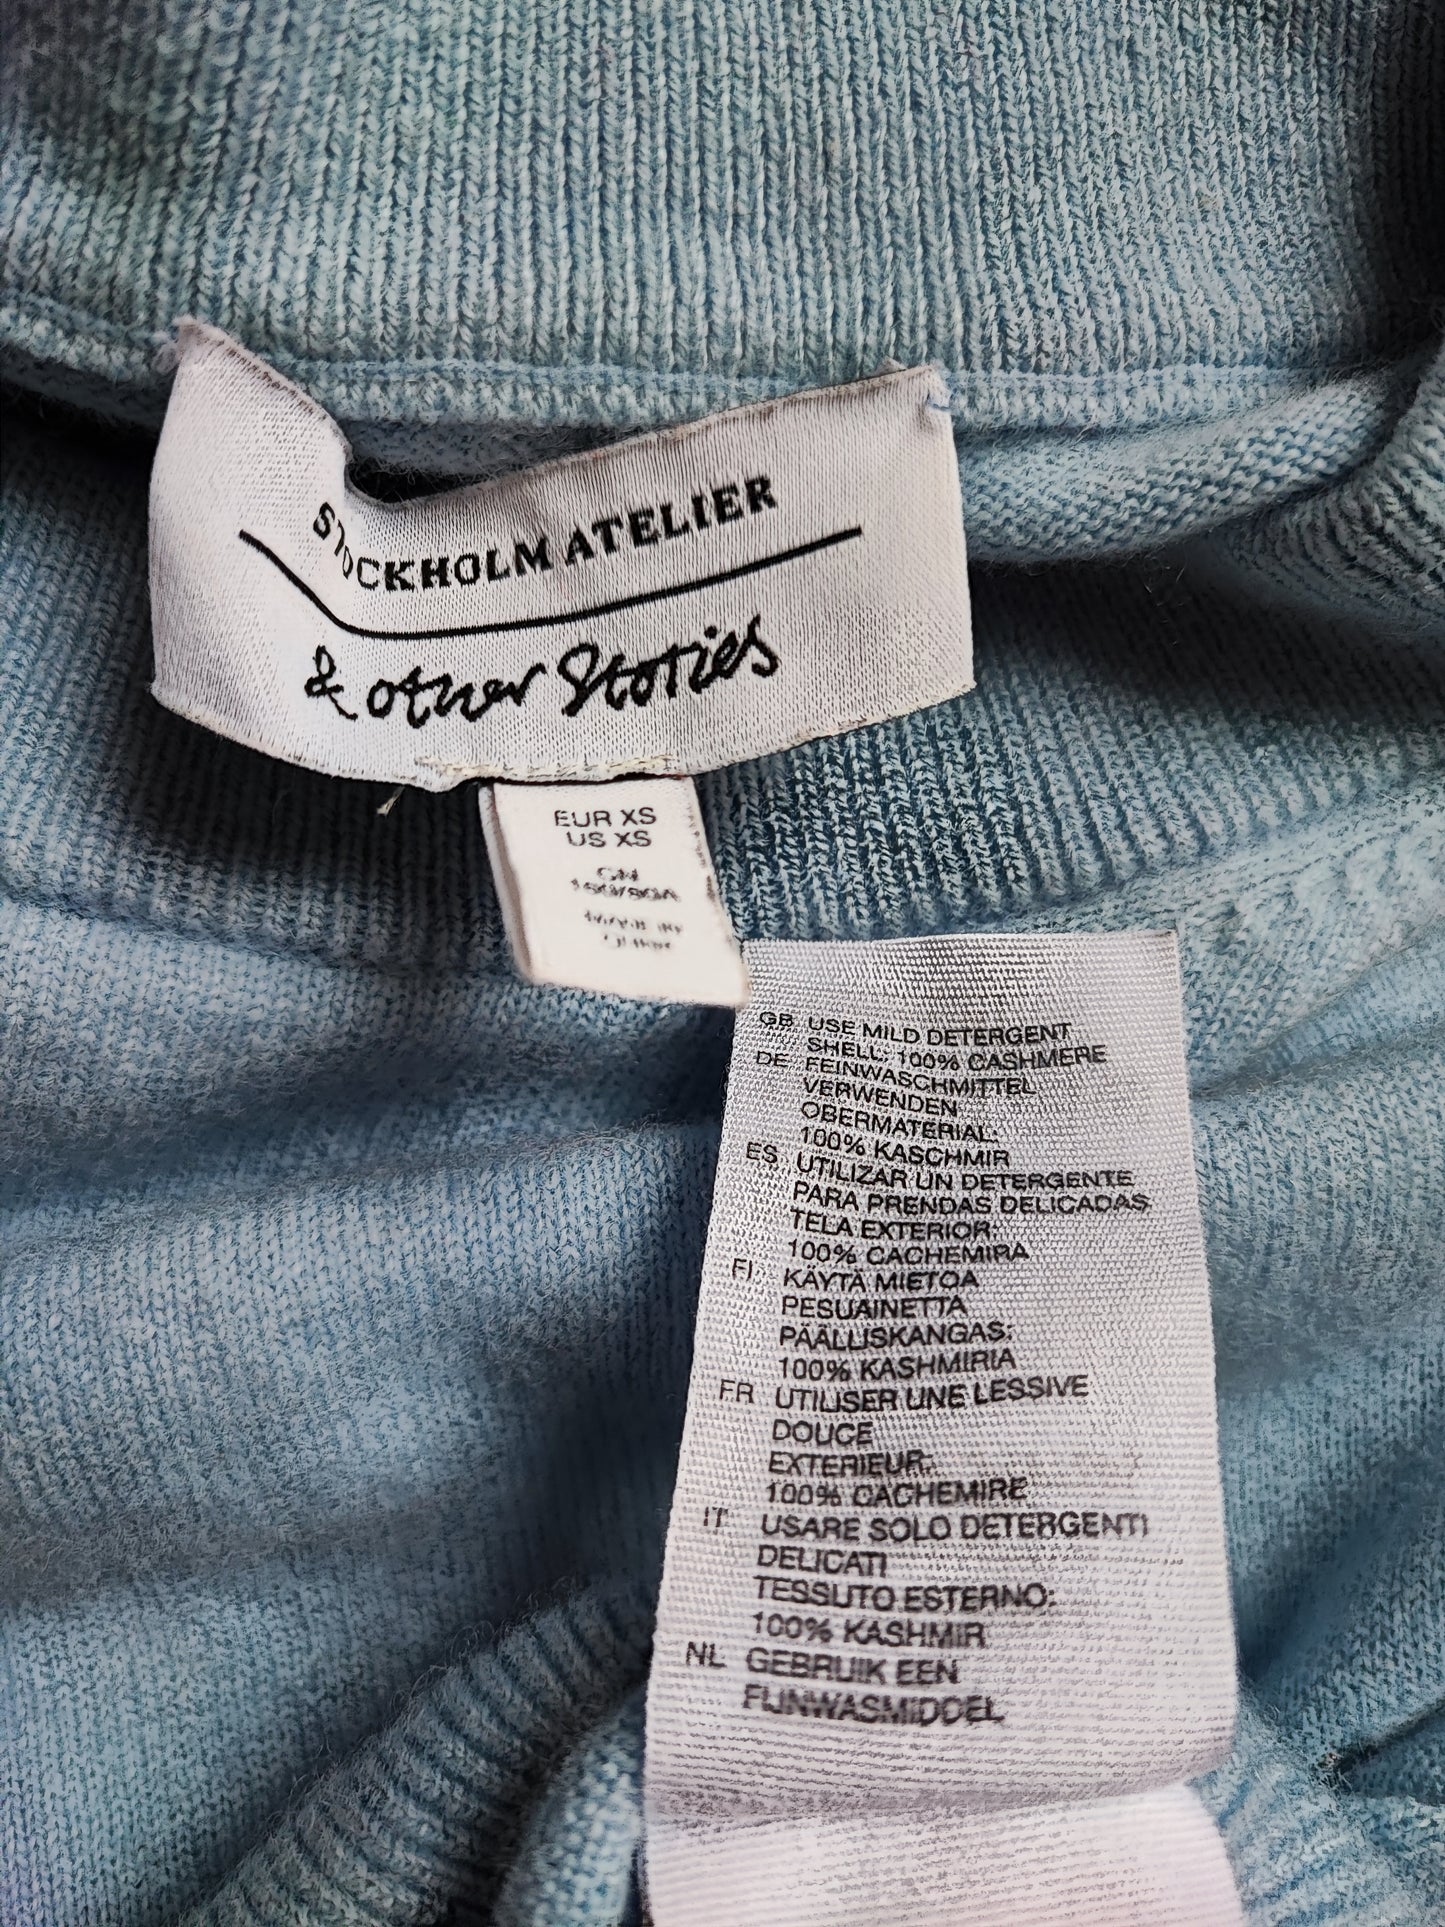 STOCKHOLM ATELIER
& other Stories
EUR XS
US XS
CN
MADE IN
GB USE MILD DETERGENT
SHELL: 100% CASHMERE
DE FEINWASCHMITTEL
VERWENDEN
OBERMATERIAL:
100% KASCHMIR
ES UTILIZAR UN DETERGENTE
PARA PRENDAS DELICADAS
TELA EXTERIOR:
100% CACHEMIRA
FI KÄYTÄ MIETOA
PESUAINETTA
PÄÄLLISKANGAS:
100% KASHMIRIA
FR UTILISER UNE LESSIVE
DOUCE
EXTERIEUR:
100% CACHEMIRE
IT USARE SOLO DETERGENTI
DELICATI
TESSUTO ESTERNO:
100% KASHMIR
NL GEBRUIK EEN
FIJNWASMIDDEL